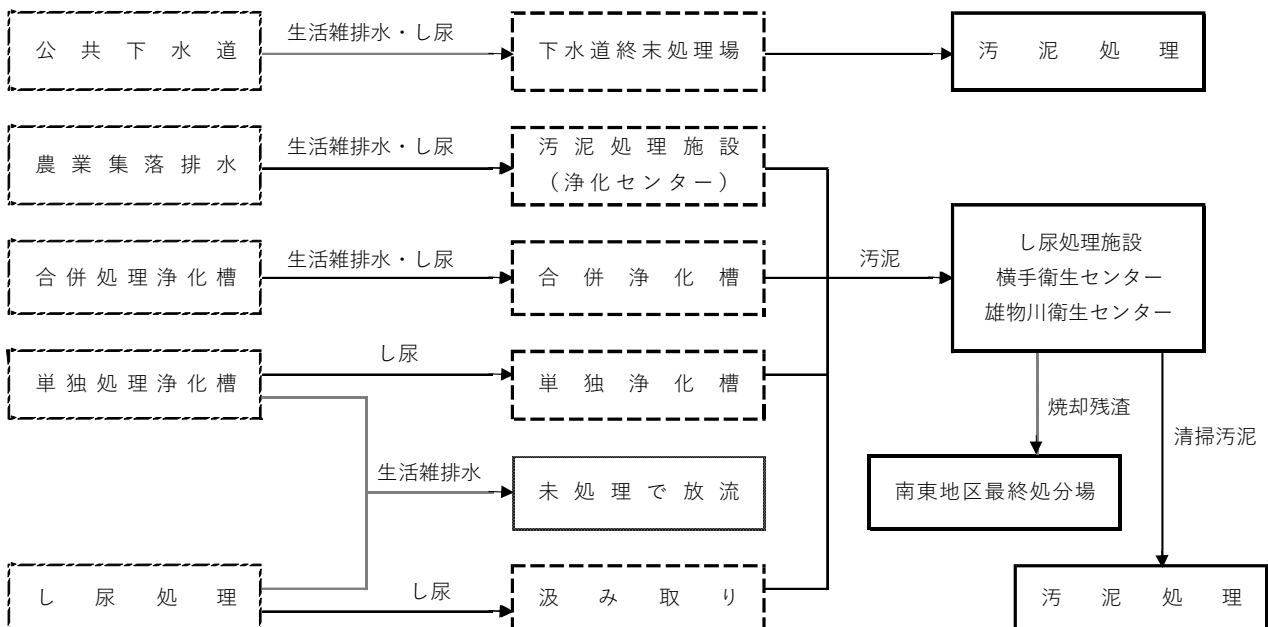 公共下水道
生活雑排水・し尿
下水道終末処理場
汚泥処理
農業集落排水
生活雑排水・し尿
汚泥処理施設
（浄化センター）
合併処理浄化槽
生活雑排水・し尿
合併浄化槽
汚泥
し尿処理施設
横手衛生センター
雄物川衛生センター
単独処理浄化槽
し尿
単独浄化槽
焼却残渣
清掃汚泥
生活雑排水
未処理で放流
南東地区最終処分場
し尿処理
し尿
汲み取り
汚泥処理